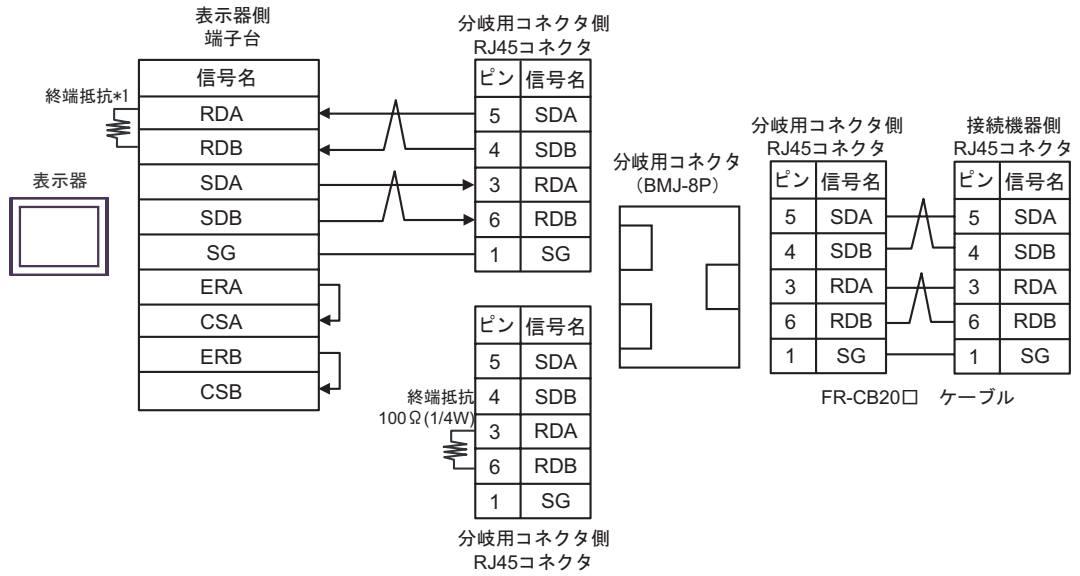 表示器側
端子台
信号名
RDA
RDB
SDA
SDB
SG
ERA
CSA
ERB
CSB
終端抵抗*1
表示器
分岐用コネクタ側
RJ45コネクタ
ピン 信号名
5 SDA
4 SDB
3 RDA
6 RDB
1 SG
ピン 信号名
5 SDA
4 SDB
3 RDA
6 RDB
1 SG
終端抵抗
100Ω(1/4W)
分岐用コネクタ側
RJ45コネクタ
分岐用コネクタ
（BMJ-8P）
分岐用コネクタ側
RJ45コネクタ
ピン 信号名
5 SDA
4 SDB
3 RDA
6 RDB
1 SG
接続機器側
RJ45コネクタ
ピン 信号名
5 SDA
4 SDB
3 RDA
6 RDB
1 SG
FR-CB20□ ケーブル